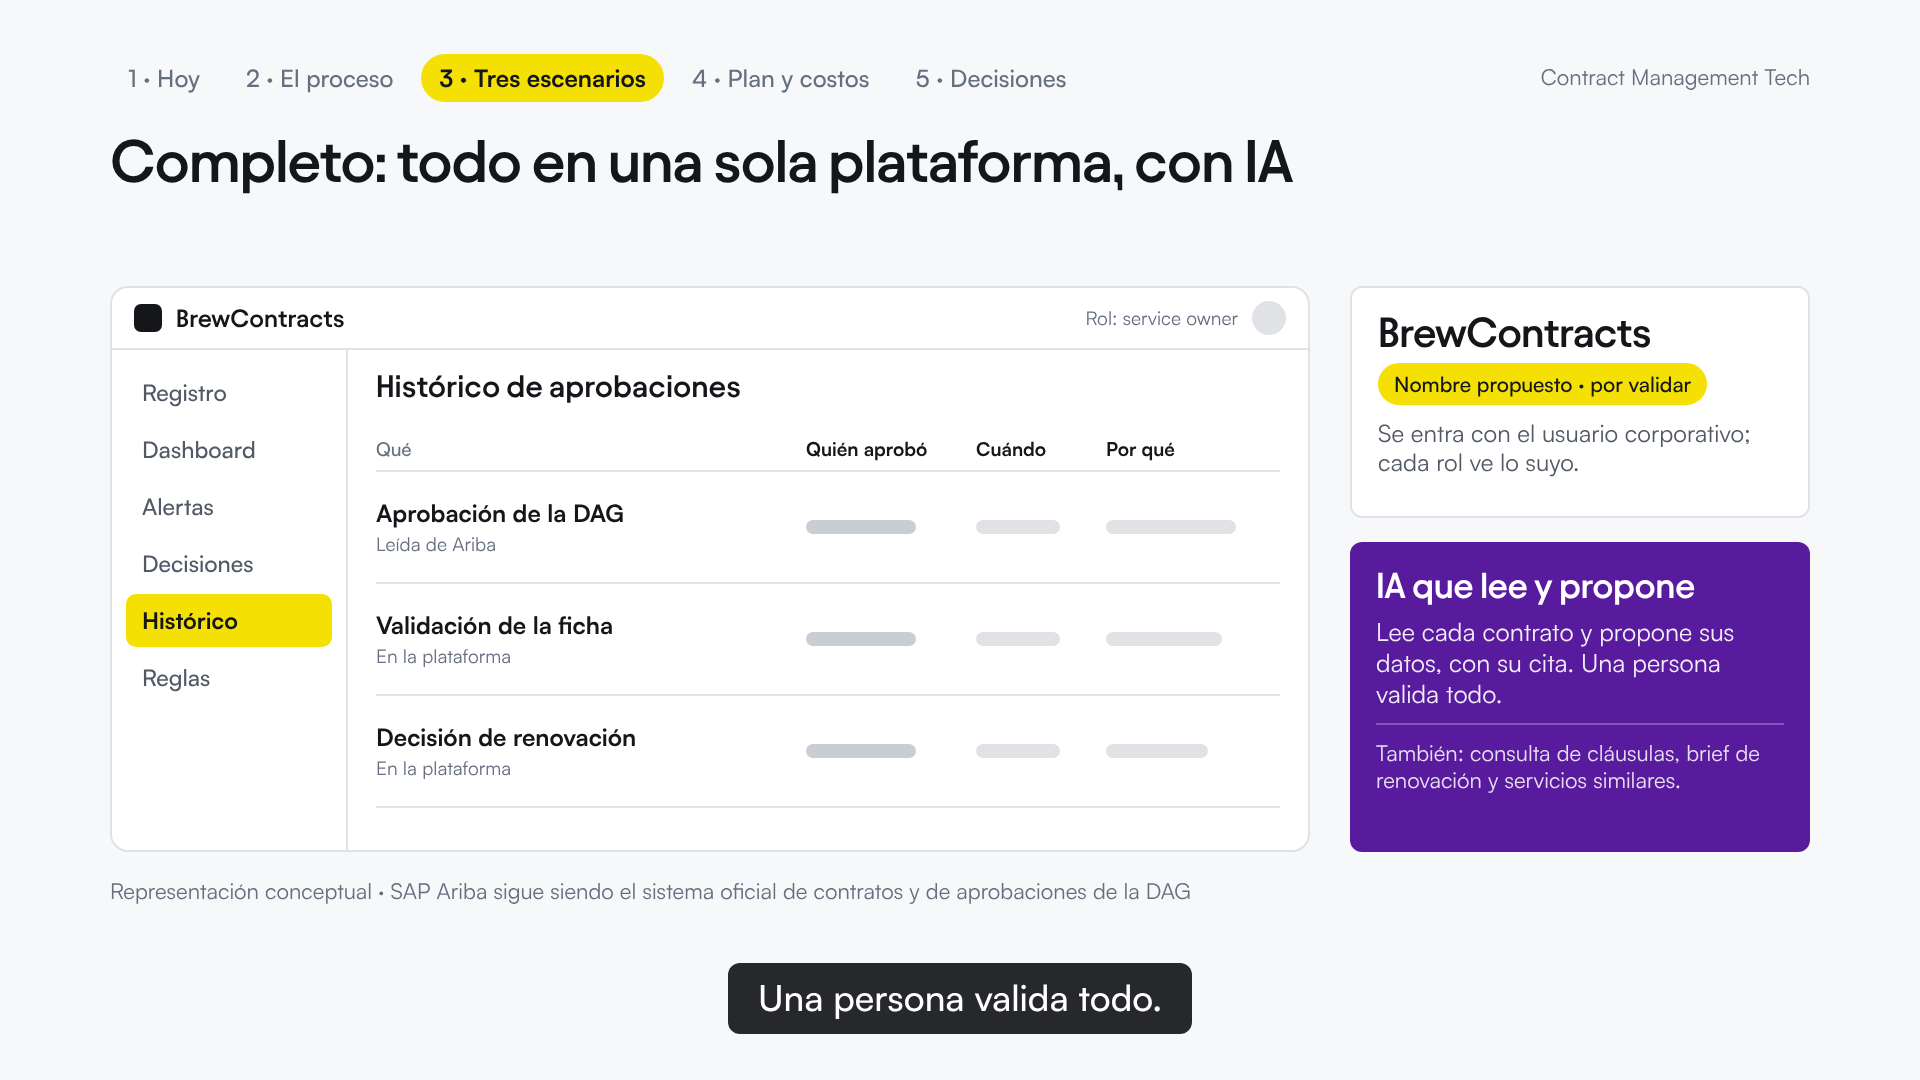 1 · Hoy
2 · El proceso
3 · Tres escenarios
4 · Plan y costos
5 · Decisiones
Contract Management Tech
Completo: todo en una sola plataforma, con IA
BrewContracts
Rol: service owner
Registro
Dashboard
Alertas
Decisiones
Histórico
Reglas
Histórico de aprobaciones
Qué
Quién aprobó
Cuándo
Por qué
Aprobación de la DAG
Leída de Ariba
Validación de la ficha
En la plataforma
Decisión de renovación
En la plataforma
BrewContracts
Nombre propuesto · por validar
Se entra con el usuario corporativo;
cada rol ve lo suyo.
IA que lee y propone
Lee cada contrato y propone sus
datos, con su cita. Una persona
valida todo.
También: consulta de cláusulas, brief de
renovación y servicios similares.
Representación conceptual · SAP Ariba sigue siendo el sistema oficial de contratos y de aprobaciones de la DAG
Una persona valida todo.